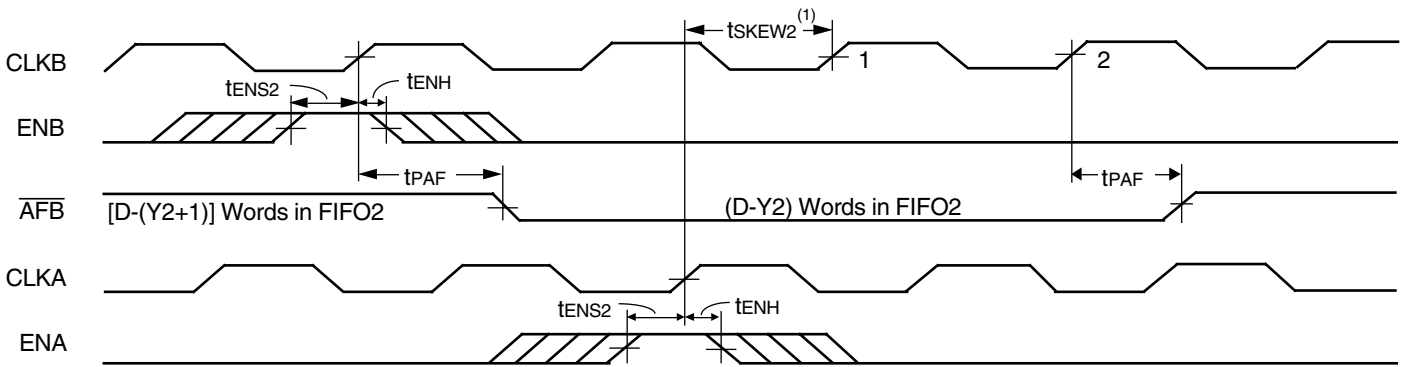 tSKEW2 (1)
CLKB
1
2
tENS2
tENH
ENB
tPAF
tPAF
AFB
[D-(Y2+1)] Words in FIFO2
(D-Y2) Words in FIFO2
CLKA
tENS2
tENH
ENA